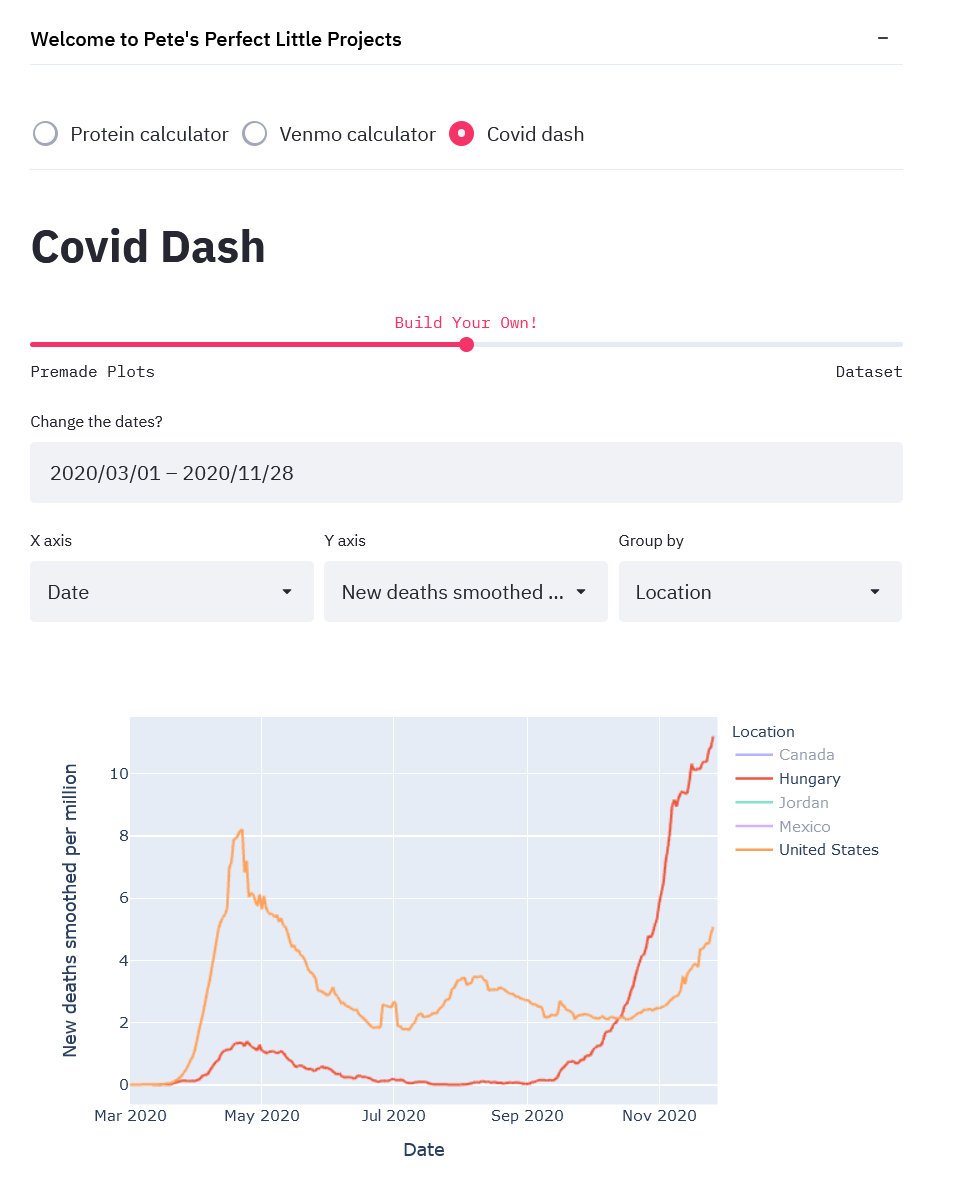 Welcome to Pete's Perfect Little Projects
Protein calculator Venmo calculator Covid dash
Covid Dash
Build Your Own!
Premade Plots Dataset
Change the dates?
2020/03/01 – 2020/11/28
X axis Y axis Group by
Date New deaths smoothed ... Location
New deaths smoothed per million
10
8
6
4
2
0
Mar 2020 May 2020 Jul 2020 Sep 2020 Nov 2020
Date
Location
Canada
Hungary
Jordan
Mexico
United States